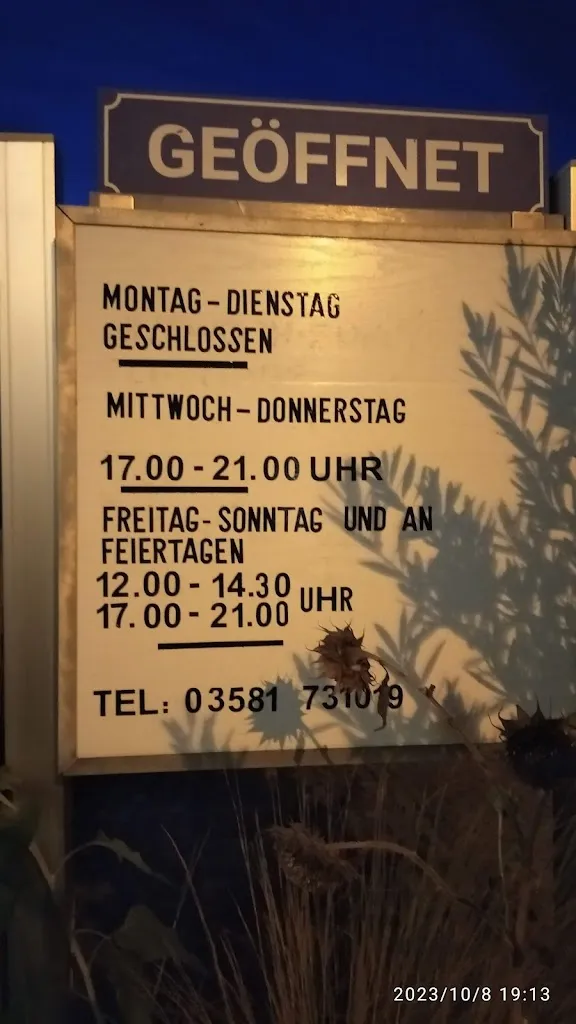 GEÖFFNET
MONTAG-DIENSTAG
GESCHLOSSEN
MITTWOCH-DONNERSTAG
17.00-21.00 UHR
FREITAG-SONNTAG UND AN
FEIERTAGEN
12.00-14.30
17.00-21.00 UHR
TEL: 03581 731019
2023/10/8 19:13